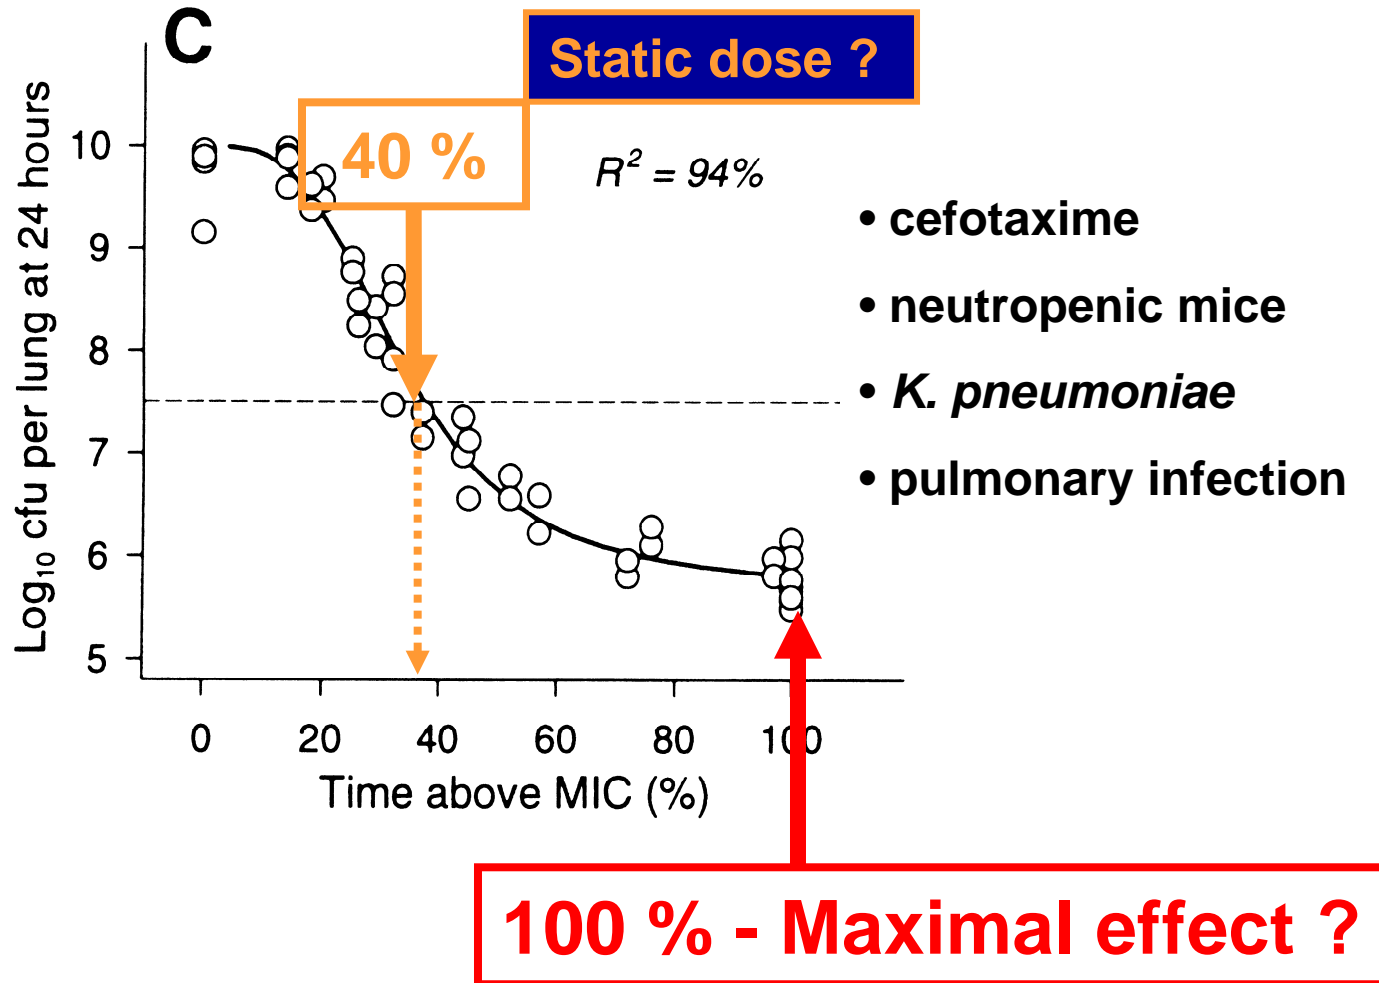 C
Static dose ?
40 %
R² = 94%
Log₁₀ cfu per lung at 24 hours
10
9
8
7
6
5
0 20 40 60 80 100
Time above MIC (%)
• cefotaxime
• neutropenic mice
• K. pneumoniae
• pulmonary infection
100 % - Maximal effect ?